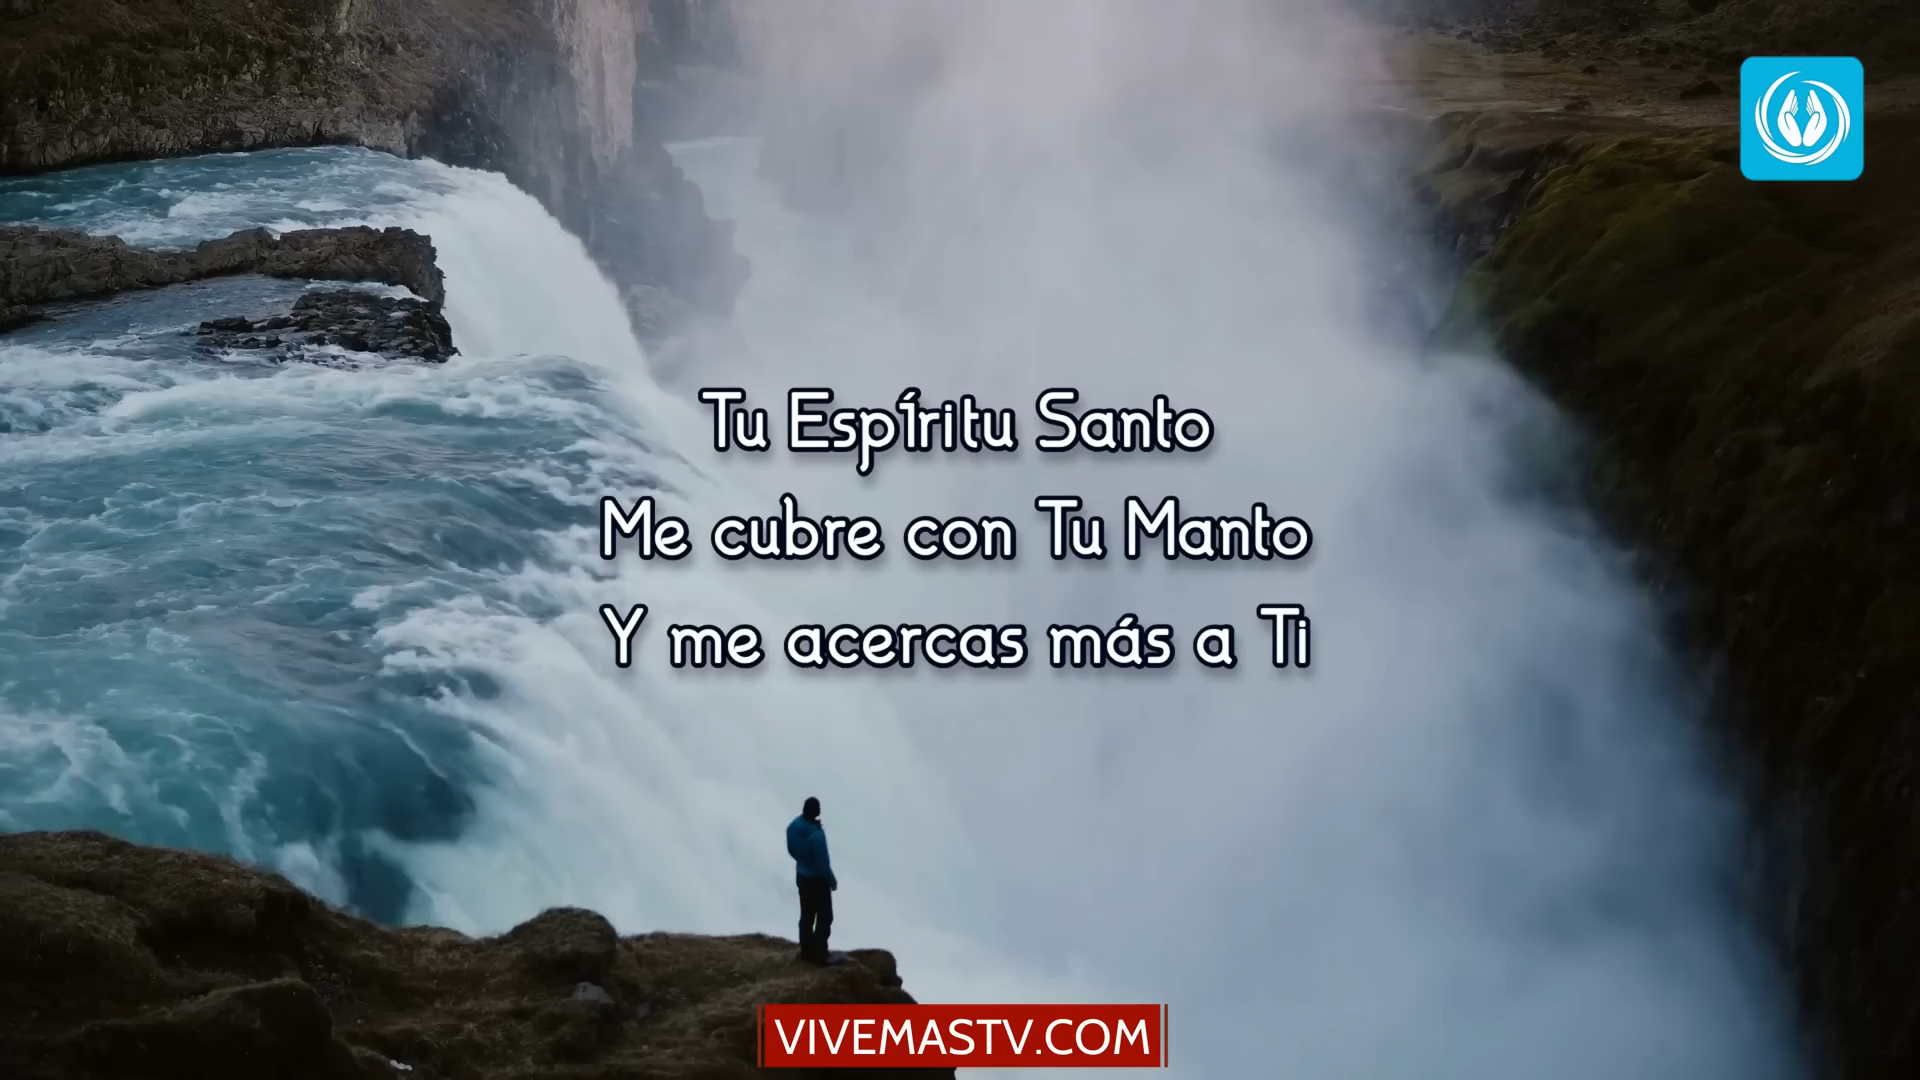 Tu Espíritu Santo
Me cubre con Tu Manto
Y me acercas más a Ti
VIVEMASTV.COM